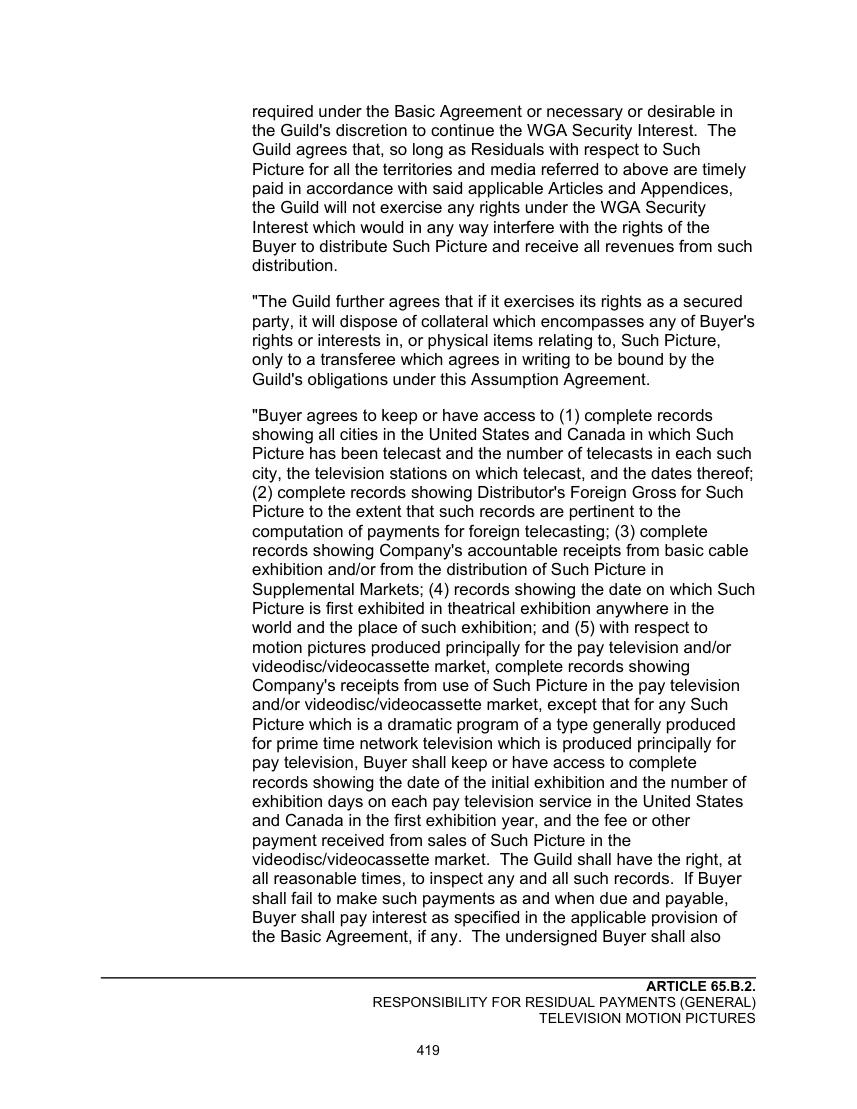 required under the Basic Agreement or necessary or desirable in
the Guild's discretion to continue the WGA Security Interest.  The
Guild agrees that, so long as Residuals with respect to Such
Picture for all the territories and media referred to above are timely
paid in accordance with said applicable Articles and Appendices,
the Guild will not exercise any rights under the WGA Security
Interest which would in any way interfere with the rights of the
Buyer to distribute Such Picture and receive all revenues from such
distribution.
"The Guild further agrees that if it exercises its rights as a secured
party, it will dispose of collateral which encompasses any of Buyer's
rights or interests in, or physical items relating to, Such Picture,
only to a transferee which agrees in writing to be bound by the
Guild's obligations under this Assumption Agreement.
"Buyer agrees to keep or have access to (1) complete records
showing all cities in the United States and Canada in which Such
Picture has been telecast and the number of telecasts in each such
city, the television stations on which telecast, and the dates thereof;
(2) complete records showing Distributor's Foreign Gross for Such
Picture to the extent that such records are pertinent to the
computation of payments for foreign telecasting; (3) complete
records showing Company's accountable receipts from basic cable
exhibition and/or from the distribution of Such Picture in
Supplemental Markets; (4) records showing the date on which Such
Picture is first exhibited in theatrical exhibition anywhere in the
world and the place of such exhibition; and (5) with respect to
motion pictures produced principally for the pay television and/or
videodisc/videocassette market, complete records showing
Company's receipts from use of Such Picture in the pay television
and/or videodisc/videocassette market, except that for any Such
Picture which is a dramatic program of a type generally produced
for prime time network television which is produced principally for
pay television, Buyer shall keep or have access to complete
records showing the date of the initial exhibition and the number of
exhibition days on each pay television service in the United States
and Canada in the first exhibition year, and the fee or other
payment received from sales of Such Picture in the
videodisc/videocassette market.  The Guild shall have the right, at
all reasonable times, to inspect any and all such records.  If Buyer
shall fail to make such payments as and when due and payable,
Buyer shall pay interest as specified in the applicable provision of
the Basic Agreement, if any.  The undersigned Buyer shall also
ARTICLE 65.B.2.
RESPONSIBILITY FOR RESIDUAL PAYMENTS (GENERAL)
TELEVISION MOTION PICTURES
419